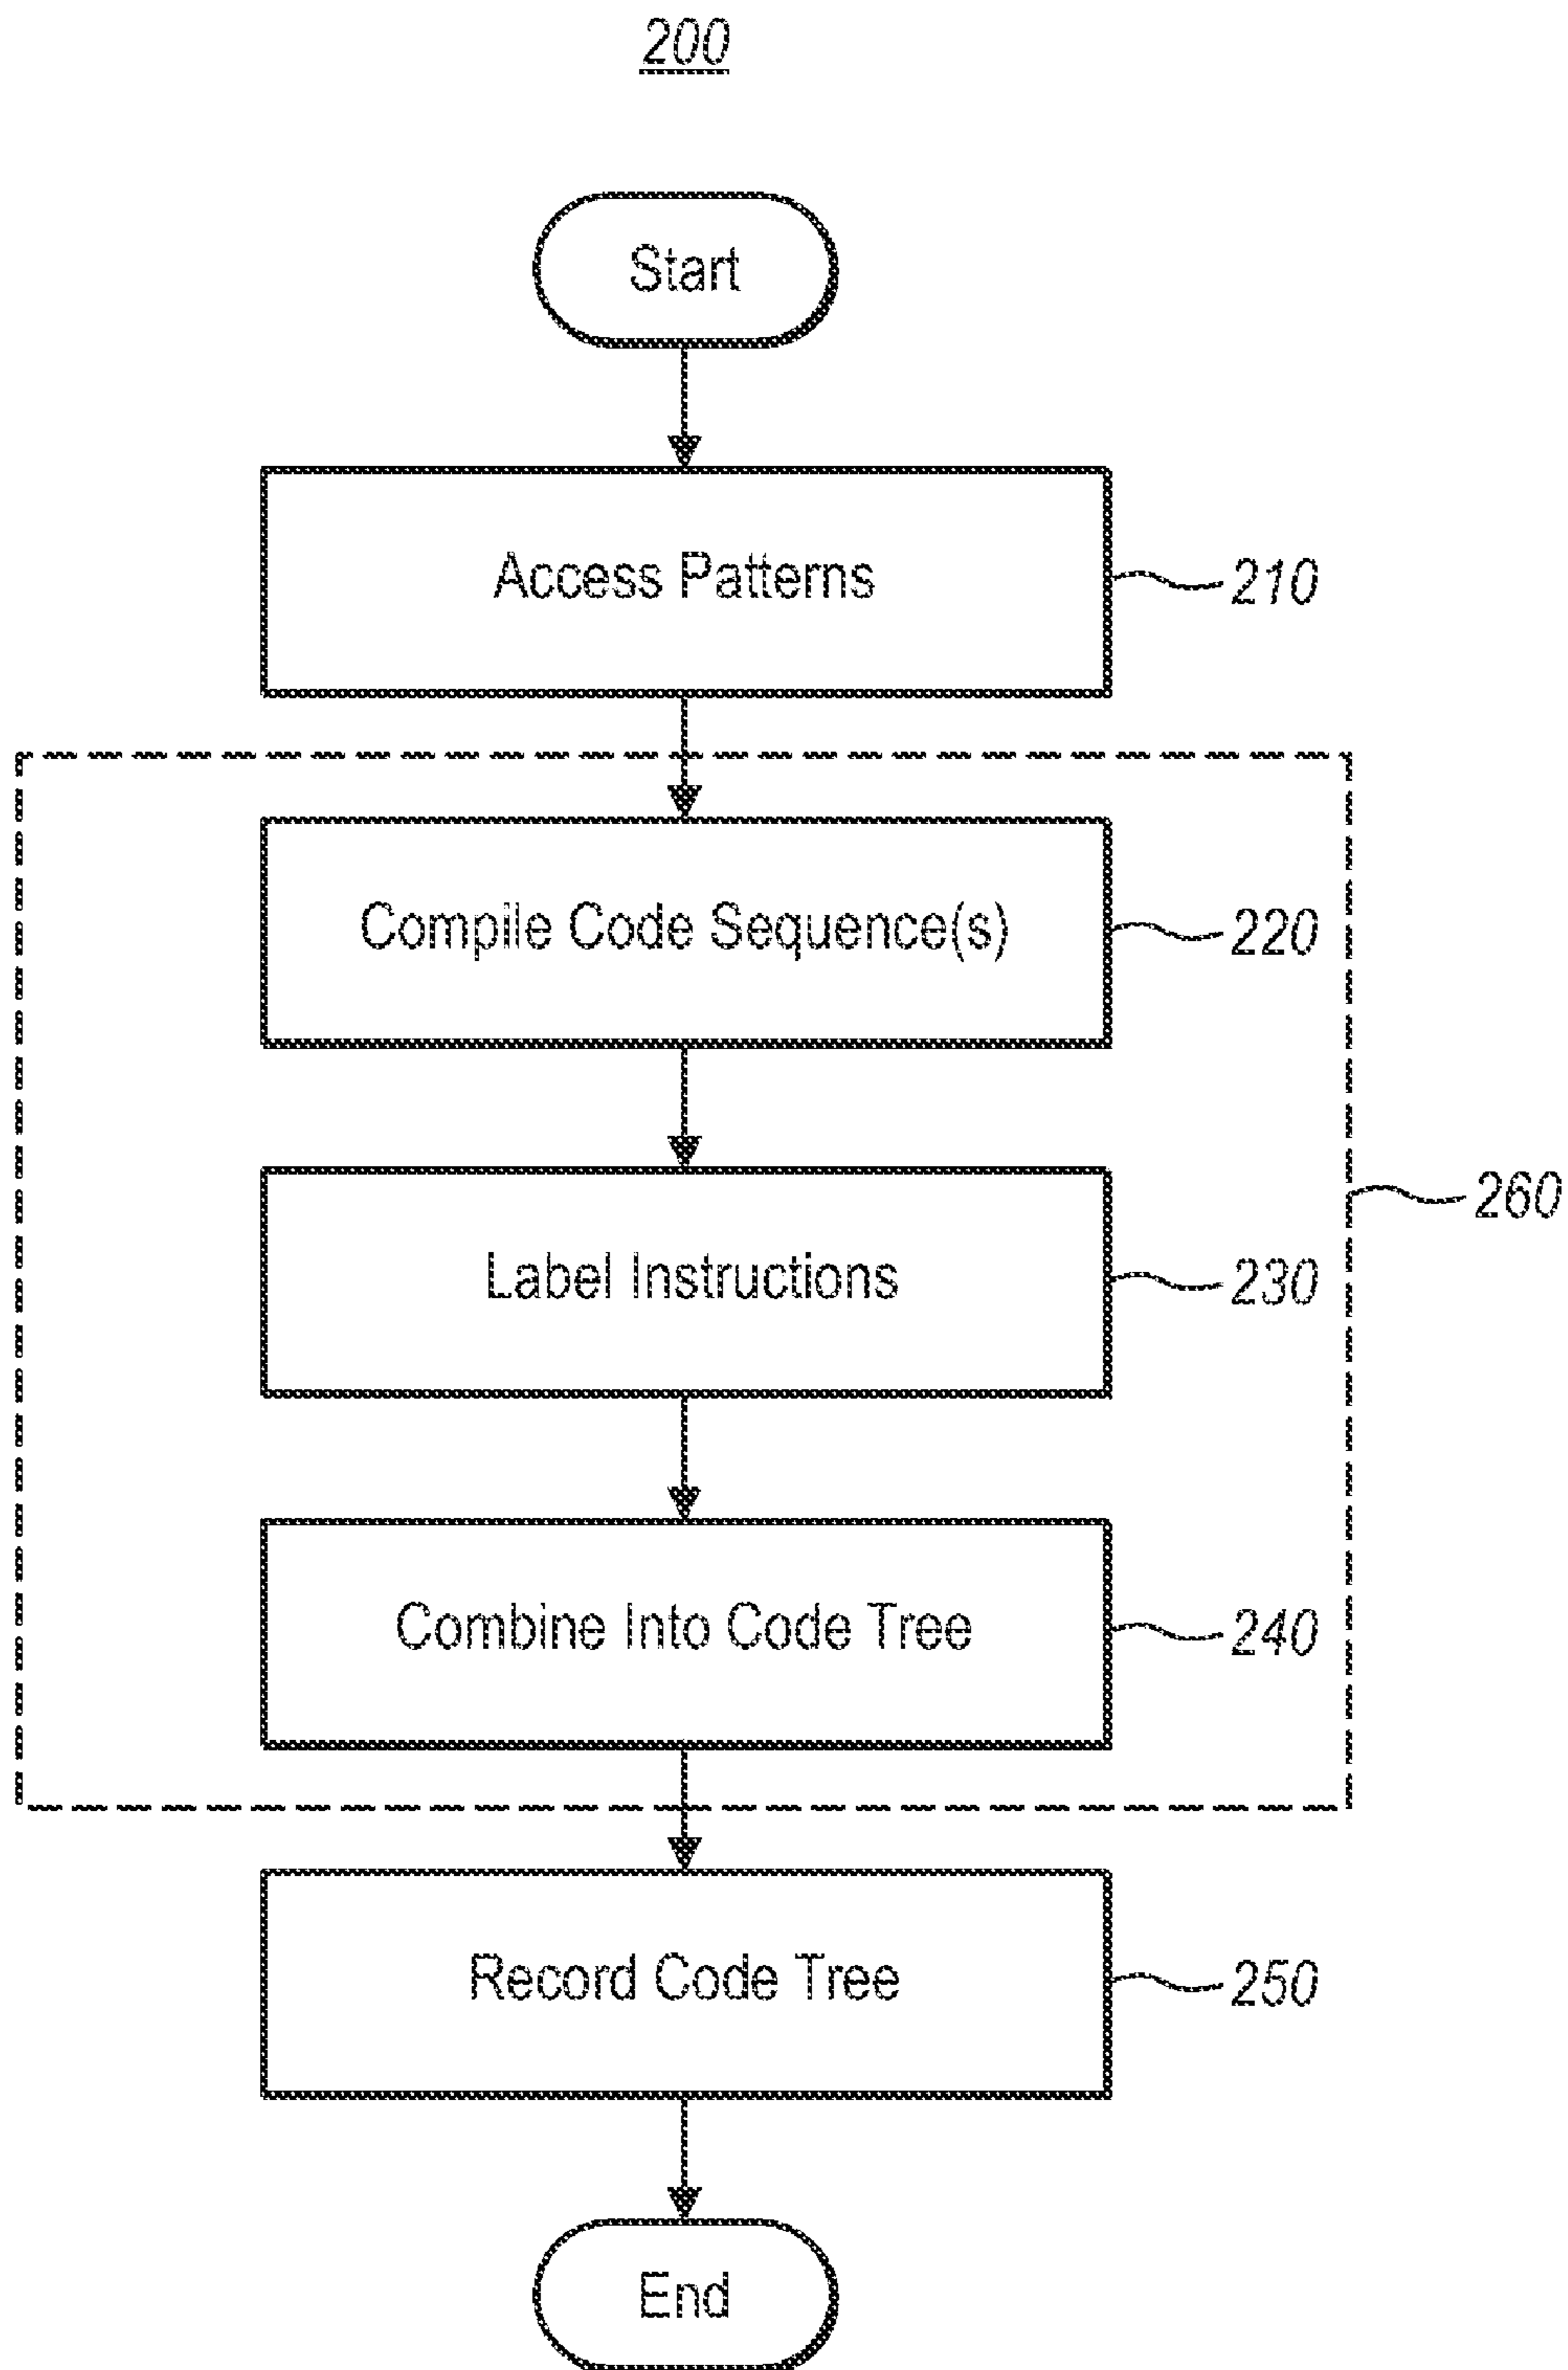 200
Start
Access Patterns
210
Compile Code Sequence(s)
220
260
Label Instructions
230
Combine Into Code Tree
240
Record Code Tree
250
End